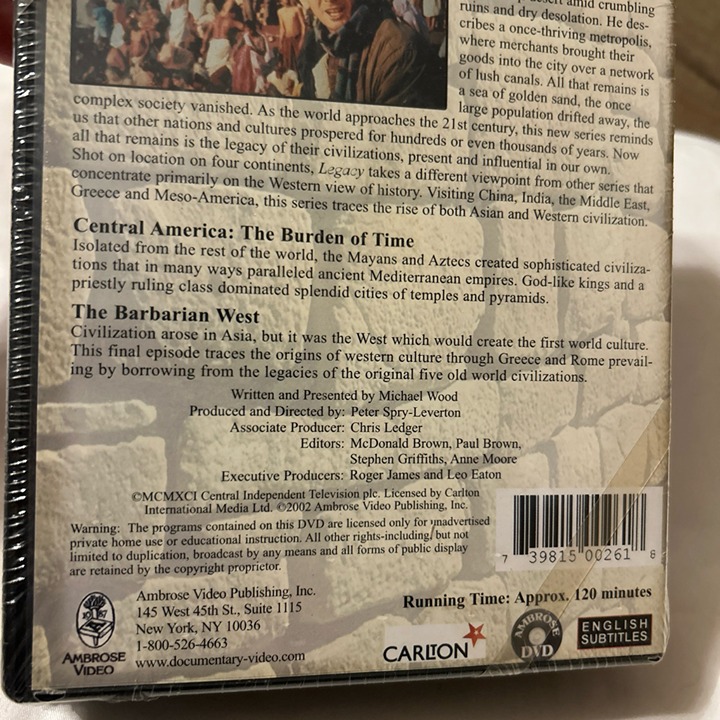 desert amid crumbling
ruins and dry desolation. He des-
cribes a once-thriving metropolis,
where merchants brought their
goods into the city over a network
of lush canals. All that remains is
a sea of golden sand, the once
large population drifted away, the
complex society vanished. As the world approaches the 21st century, this new series reminds
us that other nations and cultures prospered for hundreds or even thousands of years. Now
all that remains is the legacy of their civilizations, present and influential in our own.
Shot on location on four continents, Legacy takes a different viewpoint from other series that
concentrate primarily on the Western view of history. Visiting China, India, the Middle East,
Greece and Meso-America, this series traces the rise of both Asian and Western civilization.
Central America: The Burden of Time
Isolated from the rest of the world, the Mayans and Aztecs created sophisticated civiliza-
tions that in many ways paralleled ancient Mediterranean empires. God-like kings and a
priestly ruling class dominated splendid cities of temples and pyramids.
The Barbarian West
Civilization arose in Asia, but it was the West which would create the first world culture.
This final episode traces the origins of western culture through Greece and Rome prevail-
ing by borrowing from the legacies of the original five old world civilizations.
Written and Presented by Michael Wood
Produced and Directed by: Peter Spry-Leverton
Associate Producer: Chris Ledger
Editors: McDonald Brown, Paul Brown,
Stephen Griffiths, Anne Moore
Executive Producers: Roger James and Leo Eaton
©MCMXCI Central Independent Television plc. Licensed by Carlton
International Media Ltd. ©2002 Ambrose Video Publishing, Inc.
Warning: The programs contained on this DVD are licensed only for unadvertised
private home use or educational instruction. All other rights-including, but not
limited to duplication, broadcast by any means and all forms of public display
are retained by the copyright proprietor.
7 39815 00261 8
Ambrose Video Publishing, Inc.
145 West 45th St., Suite 1115
New York, NY 10036
1-800-526-4663
www.documentary-video.com
AMBROSE
VIDEO
Running Time: Approx. 120 minutes
CARLTON
AMBROSE
DVD
ENGLISH
SUBTITLES